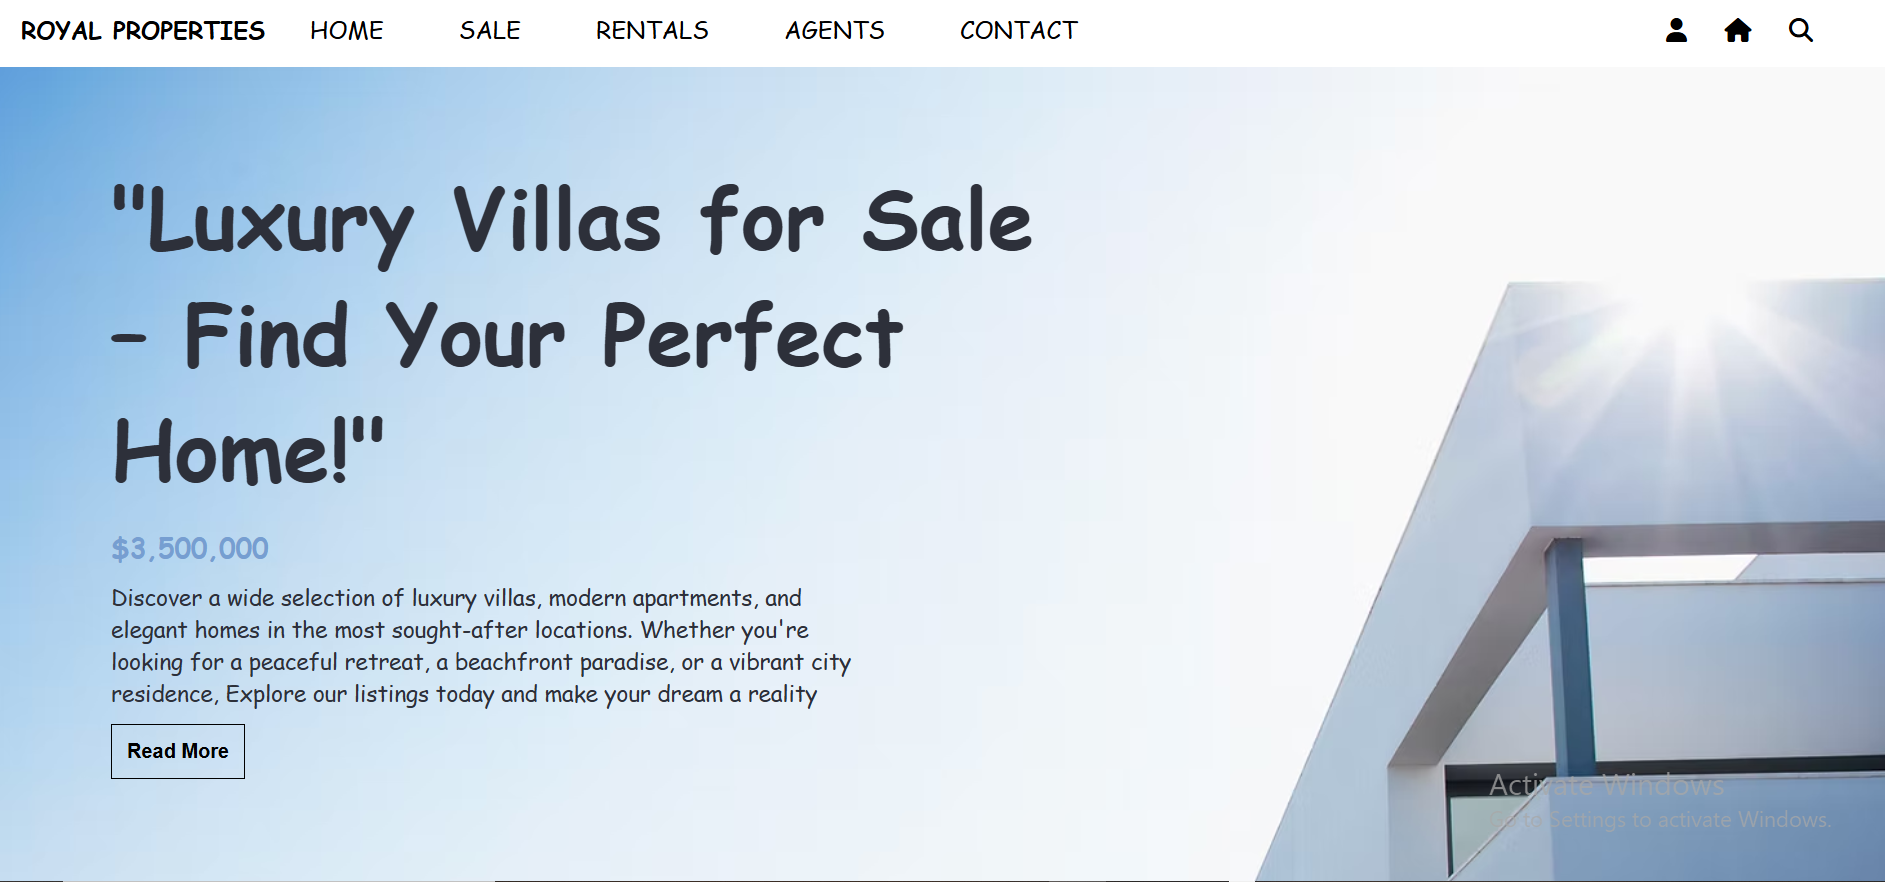 ROYAL PROPERTIES HOME SALE RENTALS AGENTS CONTACT
"Luxury Villas for Sale
– Find Your Perfect
Home!"
$3,500,000
Discover a wide selection of luxury villas, modern apartments, and
elegant homes in the most sought-after locations. Whether you're
looking for a peaceful retreat, a beachfront paradise, or a vibrant city
residence, Explore our listings today and make your dream a reality
Read More
Activate Windows
Go to Settings to activate Windows.